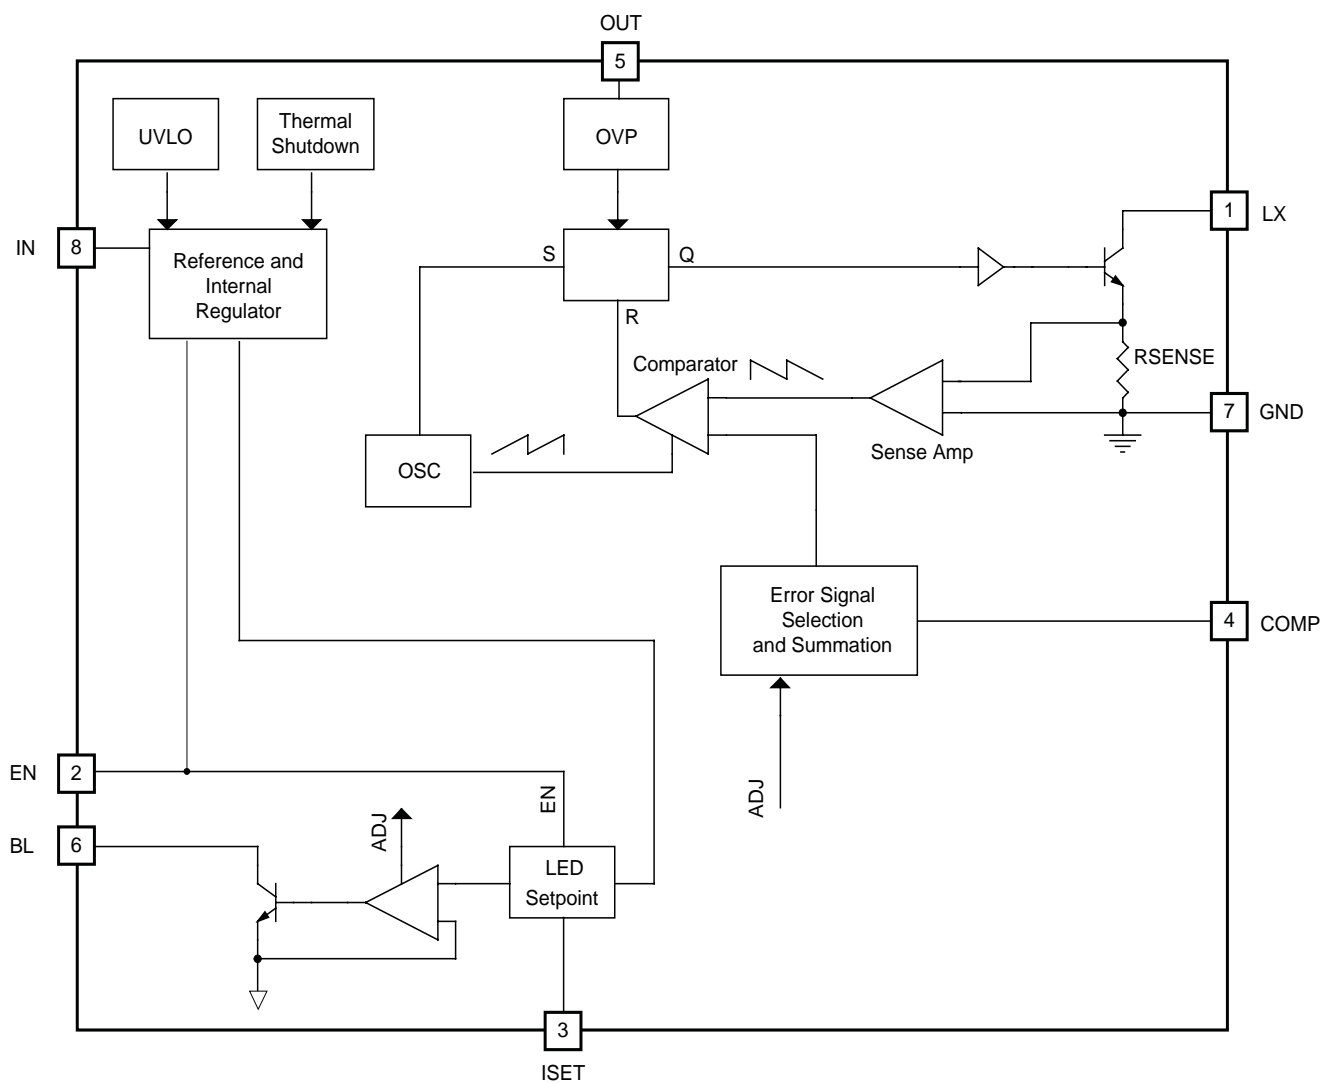 OUT
5
UVLO
Thermal
Shutdown
OVP
1
LX
IN
8
Reference and
Internal
Regulator
S
Q
R
Comparator
RSENSE
7
GND
OSC
Sense Amp
Error Signal
Selection
and Summation
4
COMP
EN
2
EN
ADJ
ADJ
BL
6
LED
Setpoint
3
ISET